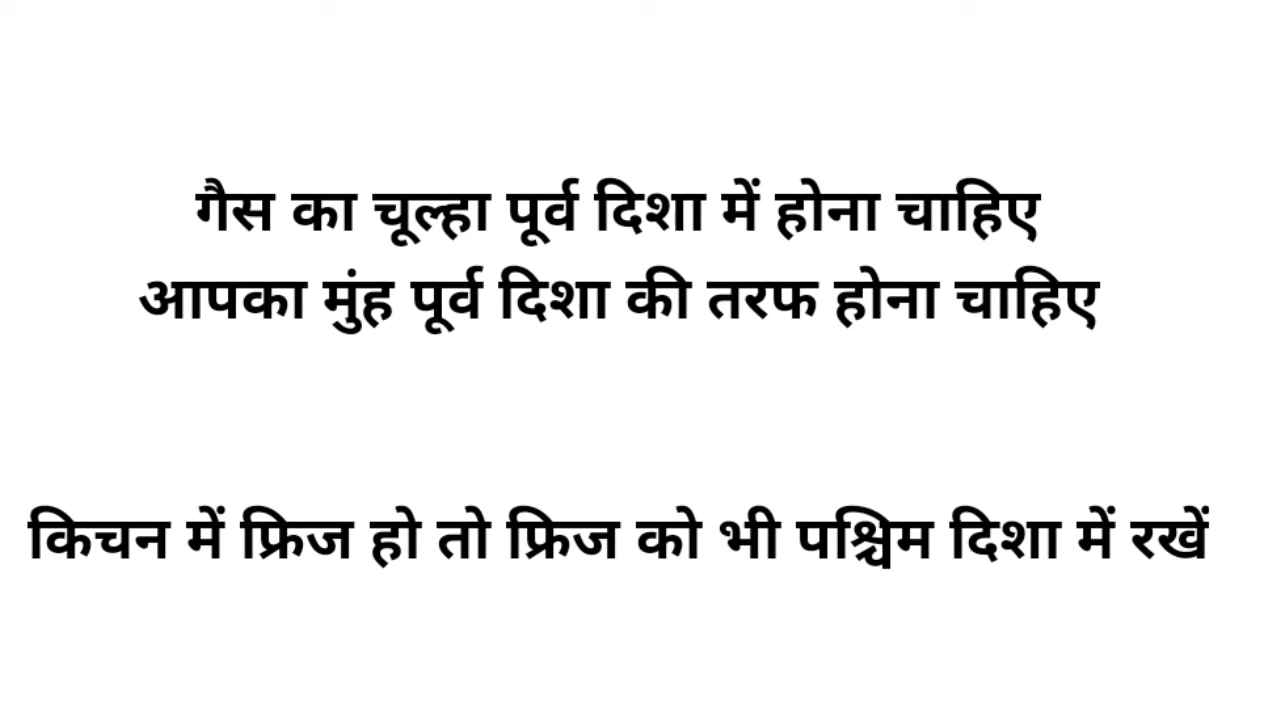 गैस का चूल्हा पूर्व दिशा में होना चाहिए
आपका मुंह पूर्व दिशा की तरफ होना चाहिए
किचन में फ्रिज हो तो फ्रिज को भी पश्चिम दिशा में रखें